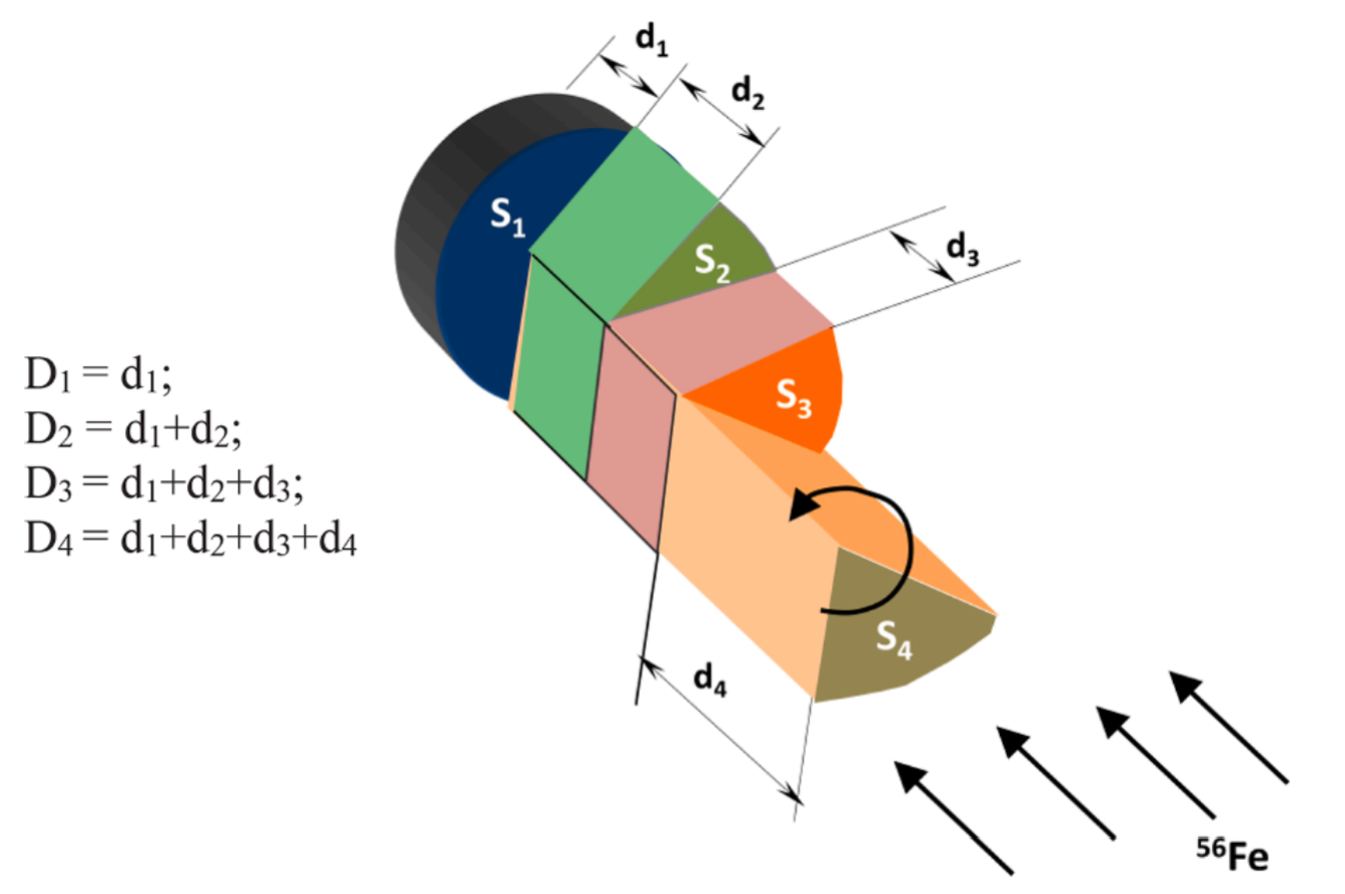 d₁
d₂
S₁
S₂
d₃
D₁ = d₁;
D₂ = d₁+d₂;
D₃ = d₁+d₂+d₃;
D₄ = d₁+d₂+d₃+d₄
S₃
S₄
d₄
⁵⁶Fe